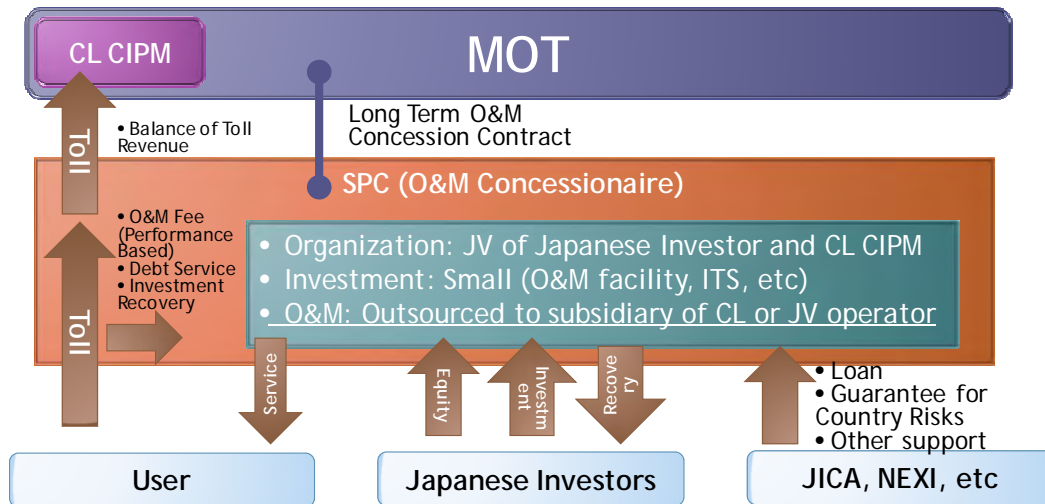 CL CIPM
MOT
Toll
• Balance of Toll
Revenue
Long Term O&M
Concession Contract
SPC (O&M Concessionaire)
Toll
• O&M Fee
(Performance
Based)
• Debt Service
• Investment
Recovery
• Organization: JV of Japanese Investor and CL CIPM
• Investment: Small (O&M facility, ITS, etc)
• O&M: Outsourced to subsidiary of CL or JV operator
Service
Equity
Investm
ent
Recove
ry
• Loan
• Guarantee for
Country Risks
• Other support
User
Japanese Investors
JICA, NEXI, etc